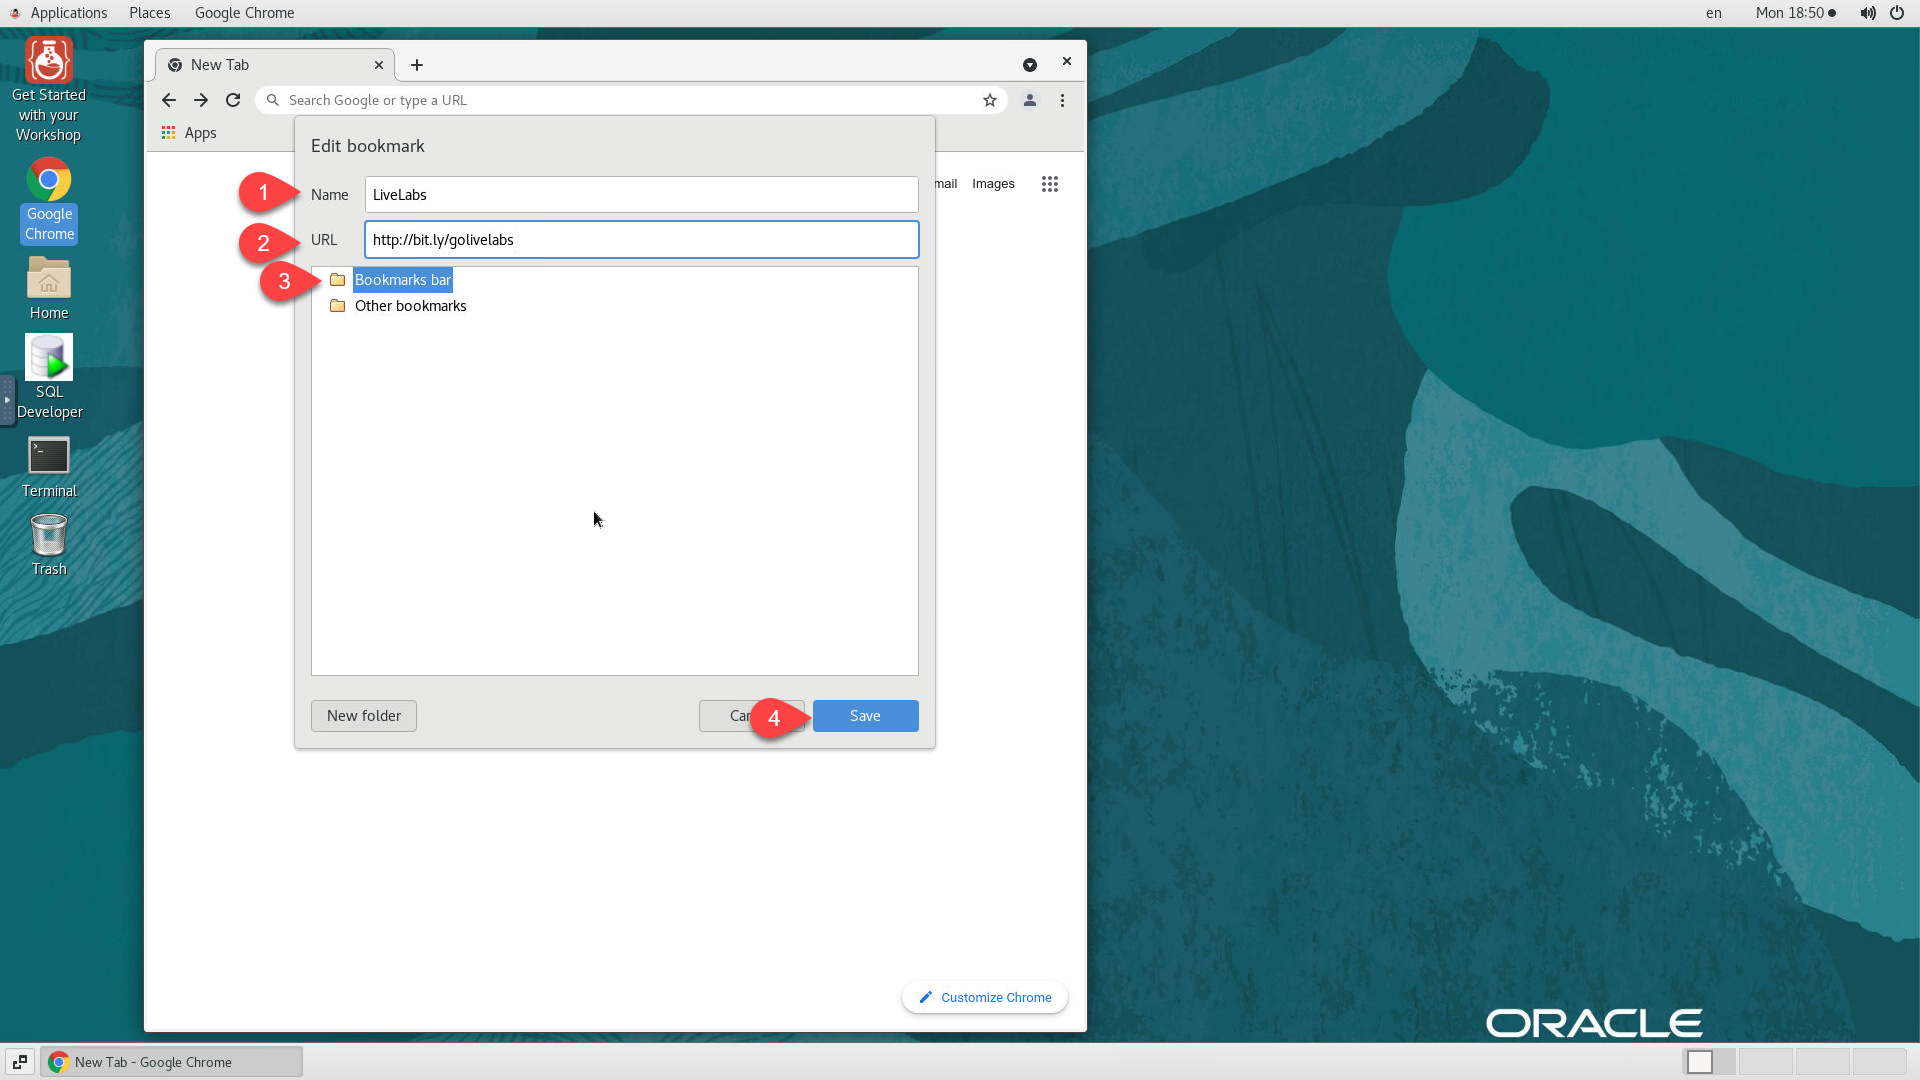 Applications Places Google Chrome en Mon 18:50
Get Started
with your
Workshop
Google
Chrome
Home
SQL
Developer
Terminal
Trash
New Tab
Search Google or type a URL
Apps
mail Images
Edit bookmark
1 Name LiveLabs
2 URL http://bit.ly/golivelabs
3 Bookmarks bar
Other bookmarks
New folder Can 4 Save
Customize Chrome
ORACLE
New Tab - Google Chrome